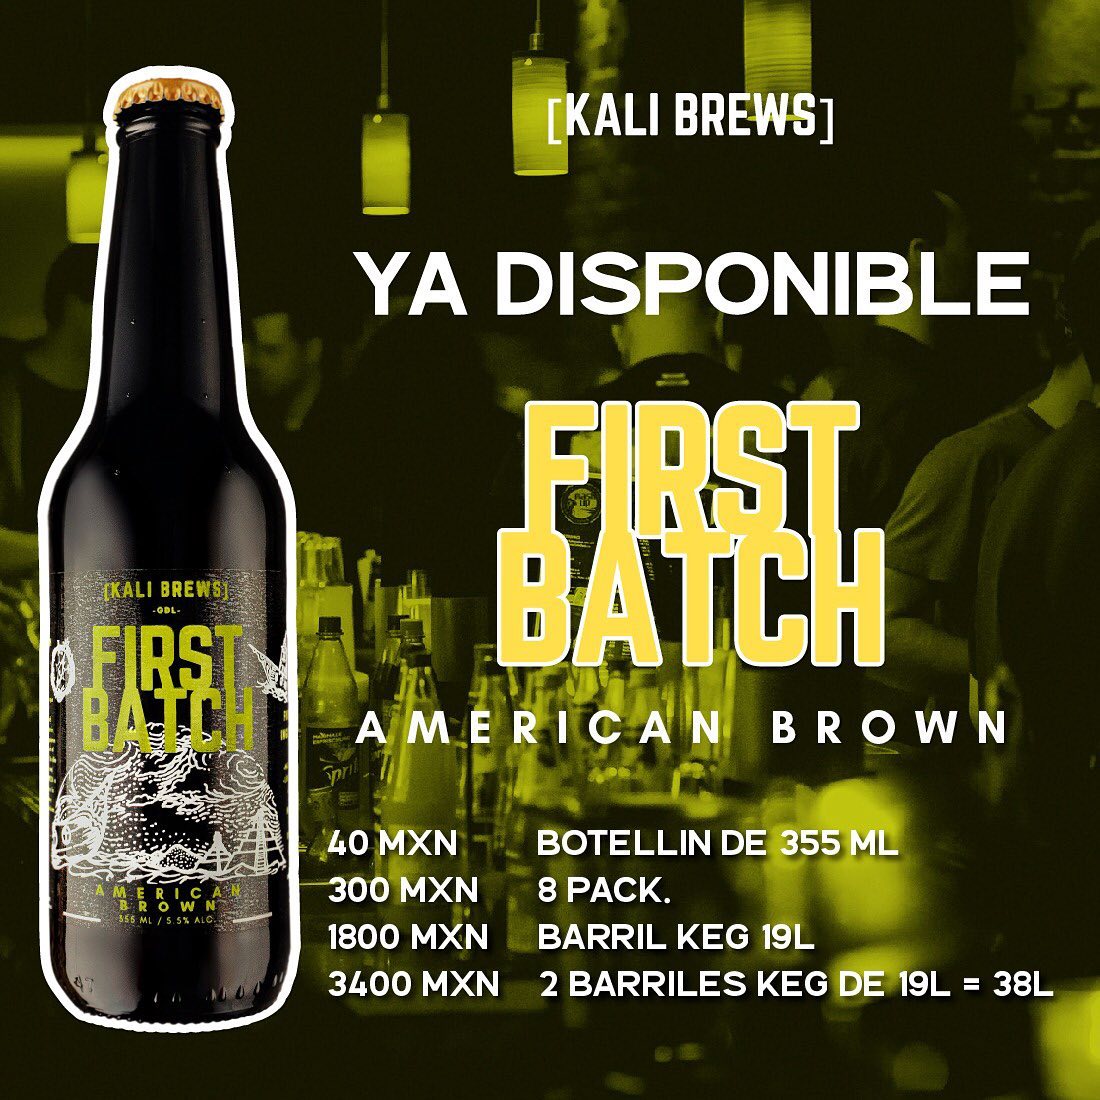 [KALI BREWS]
YA DISPONIBLE
FIRST
BATCH
AMERICAN BROWN
40 MXN BOTELLIN DE 355 ML
300 MXN 8 PACK.
1800 MXN BARRIL KEG 19L
3400 MXN 2 BARRILES KEG DE 19L = 38L
[KALI BREWS]
-GDL-
FIRST
BATCH
AMERICAN
BROWN
355 ML / 5.5% ALC.